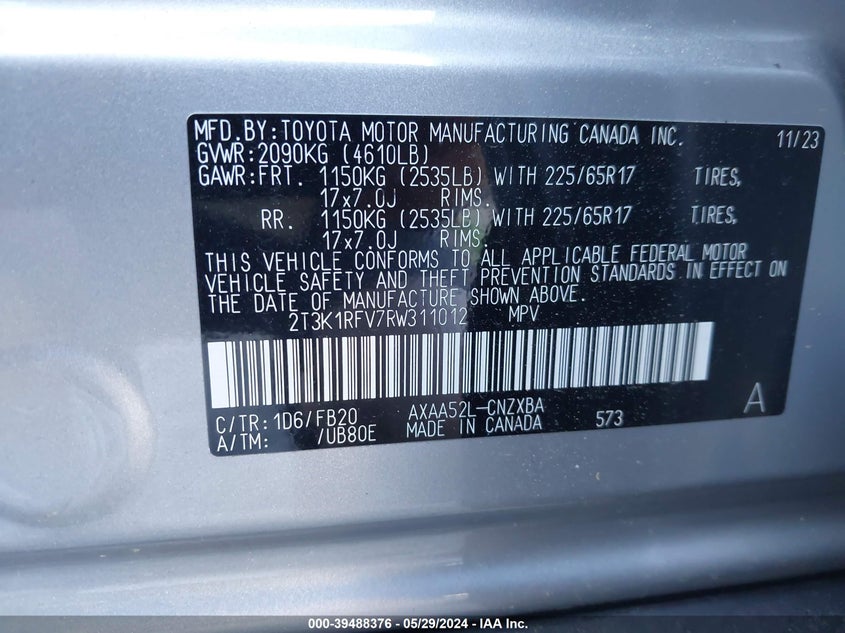 MFD.BY:TOYOTA MOTOR MANUFACTURING CANADA INC. 11/23
GVWR:2090KG (4610LB)
GAWR:FRT. 1150KG (2535LB) WITH 225/65R17 TIRES,
17x7.0J RIMS.
RR. 1150KG (2535LB) WITH 225/65R17 TIRES,
17x7.0J RIMS
THIS VEHICLE CONFORMS TO ALL APPLICABLE FEDERAL MOTOR
VEHICLE SAFETY AND THEFT PREVENTION STANDARDS IN EFFECT ON
THE DATE OF MANUFACTURE SHOWN ABOVE.
2T3K1RFV7RW311012 MPV
C/TR: 1D6/FB20 AXAA52L-CNZXBA A
A/TM: /UB80E MADE IN CANADA 573
000-39488376 - 05/29/2024 - IAA Inc.